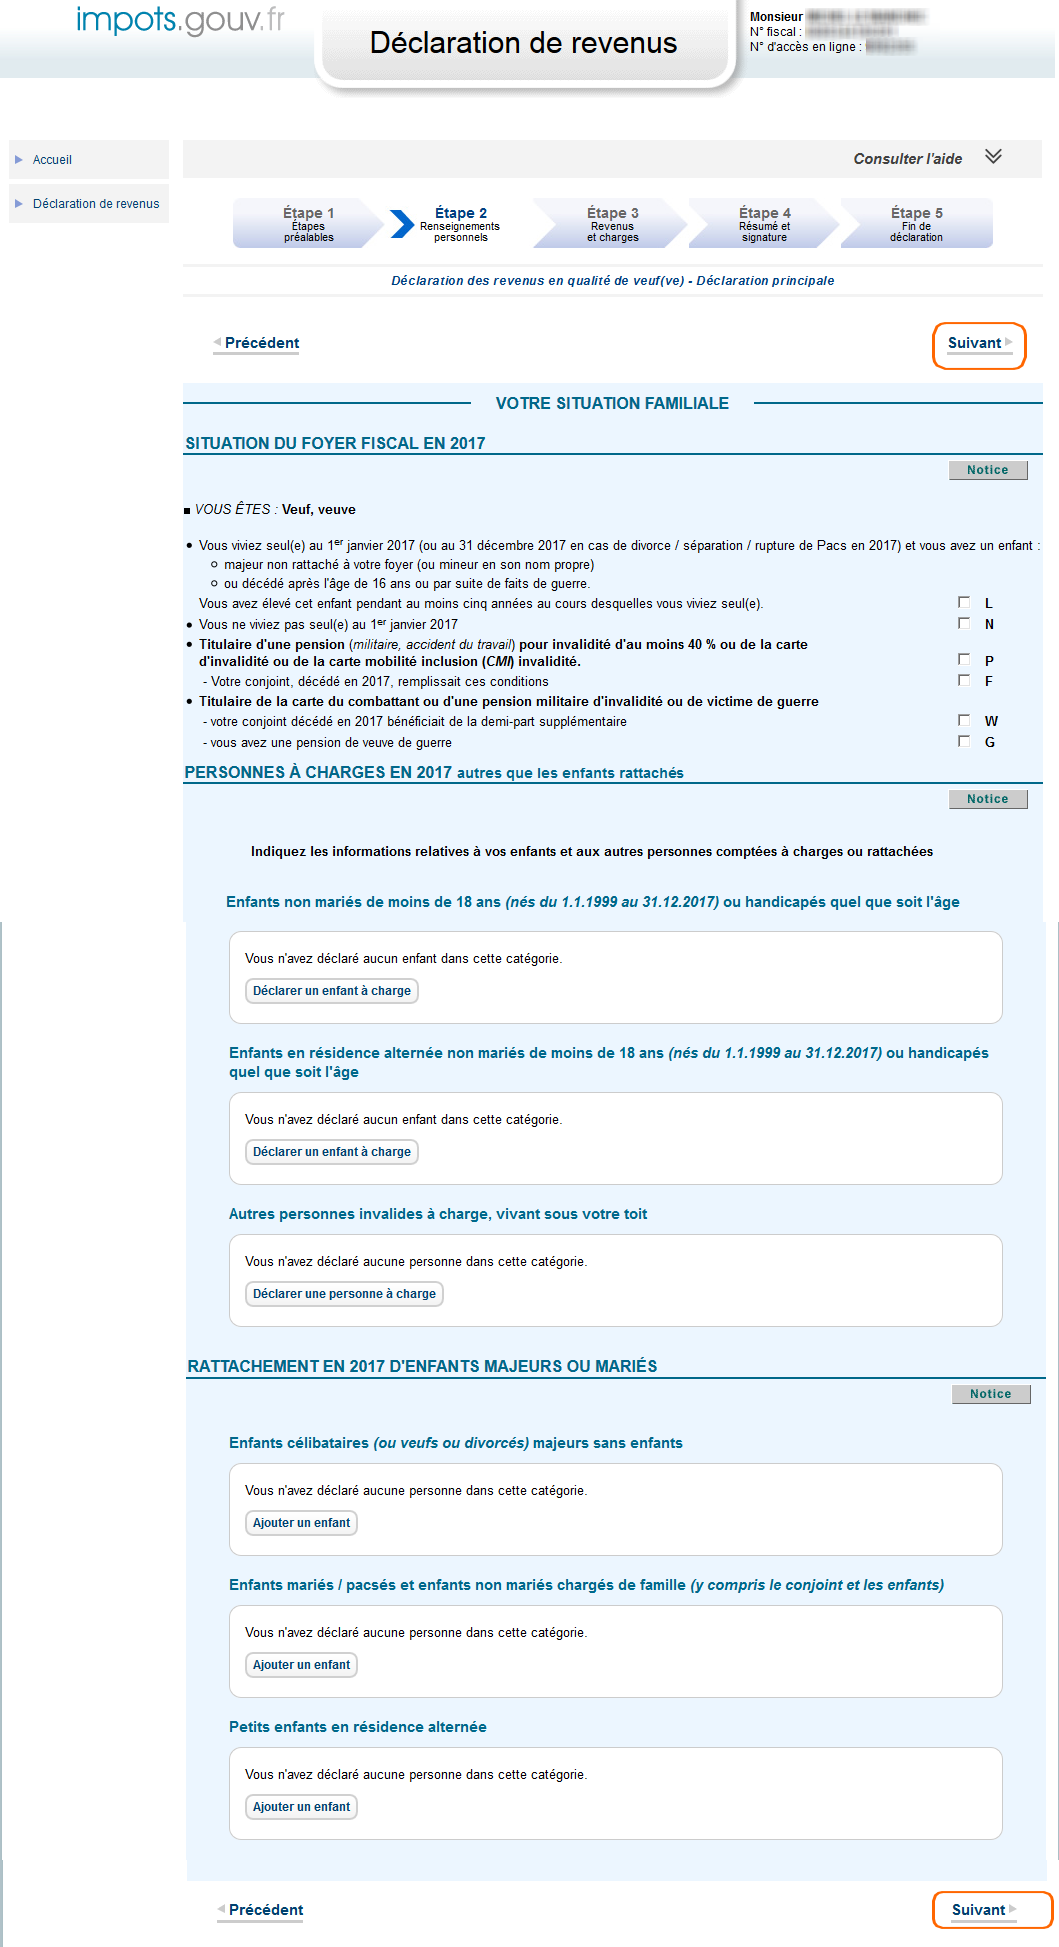 impots.gouv.fr
Déclaration de revenus
Monsieur
N° fiscal :
N° d'accès en ligne :
Accueil
Déclaration de revenus
Consulter l'aide
Étape 1
Étapes
préalables
Étape 2
Renseignements
personnels
Étape 3
Revenus
et charges
Étape 4
Résumé et
signature
Étape 5
Fin de
déclaration
Déclaration des revenus en qualité de veuf(ve) - Déclaration principale
Précédent
Suivant
VOTRE SITUATION FAMILIALE
SITUATION DU FOYER FISCAL EN 2017
Notice
VOUS ÊTES : Veuf, veuve
Vous viviez seul(e) au 1er janvier 2017 (ou au 31 décembre 2017 en cas de divorce / séparation / rupture de Pacs en 2017) et vous avez un enfant :
majeur non rattaché à votre foyer (ou mineur en son nom propre)
ou décédé après l'âge de 16 ans ou par suite de faits de guerre.
Vous avez élevé cet enfant pendant au moins cinq années au cours desquelles vous viviez seul(e). L
Vous ne viviez pas seul(e) au 1er janvier 2017 N
Titulaire d'une pension (militaire, accident du travail) pour invalidité d'au moins 40 % ou de la carte
d'invalidité ou de la carte mobilité inclusion (CMI) invalidité. P
- Votre conjoint, décédé en 2017, remplissait ces conditions F
Titulaire de la carte du combattant ou d'une pension militaire d'invalidité ou de victime de guerre
- votre conjoint décédé en 2017 bénéficiait de la demi-part supplémentaire W
- vous avez une pension de veuve de guerre G
PERSONNES À CHARGES EN 2017 autres que les enfants rattachés
Notice
Indiquez les informations relatives à vos enfants et aux autres personnes comptées à charges ou rattachées
Enfants non mariés de moins de 18 ans (nés du 1.1.1999 au 31.12.2017) ou handicapés quel que soit l'âge
Vous n'avez déclaré aucun enfant dans cette catégorie.
Déclarer un enfant à charge
Enfants en résidence alternée non mariés de moins de 18 ans (nés du 1.1.1999 au 31.12.2017) ou handicapés
quel que soit l'âge
Vous n'avez déclaré aucun enfant dans cette catégorie.
Déclarer un enfant à charge
Autres personnes invalides à charge, vivant sous votre toit
Vous n'avez déclaré aucune personne dans cette catégorie.
Déclarer une personne à charge
RATTACHEMENT EN 2017 D'ENFANTS MAJEURS OU MARIÉS
Notice
Enfants célibataires (ou veufs ou divorcés) majeurs sans enfants
Vous n'avez déclaré aucune personne dans cette catégorie.
Ajouter un enfant
Enfants mariés / pacsés et enfants non mariés chargés de famille (y compris le conjoint et les enfants)
Vous n'avez déclaré aucune personne dans cette catégorie.
Ajouter un enfant
Petits enfants en résidence alternée
Vous n'avez déclaré aucune personne dans cette catégorie.
Ajouter un enfant
Précédent
Suivant